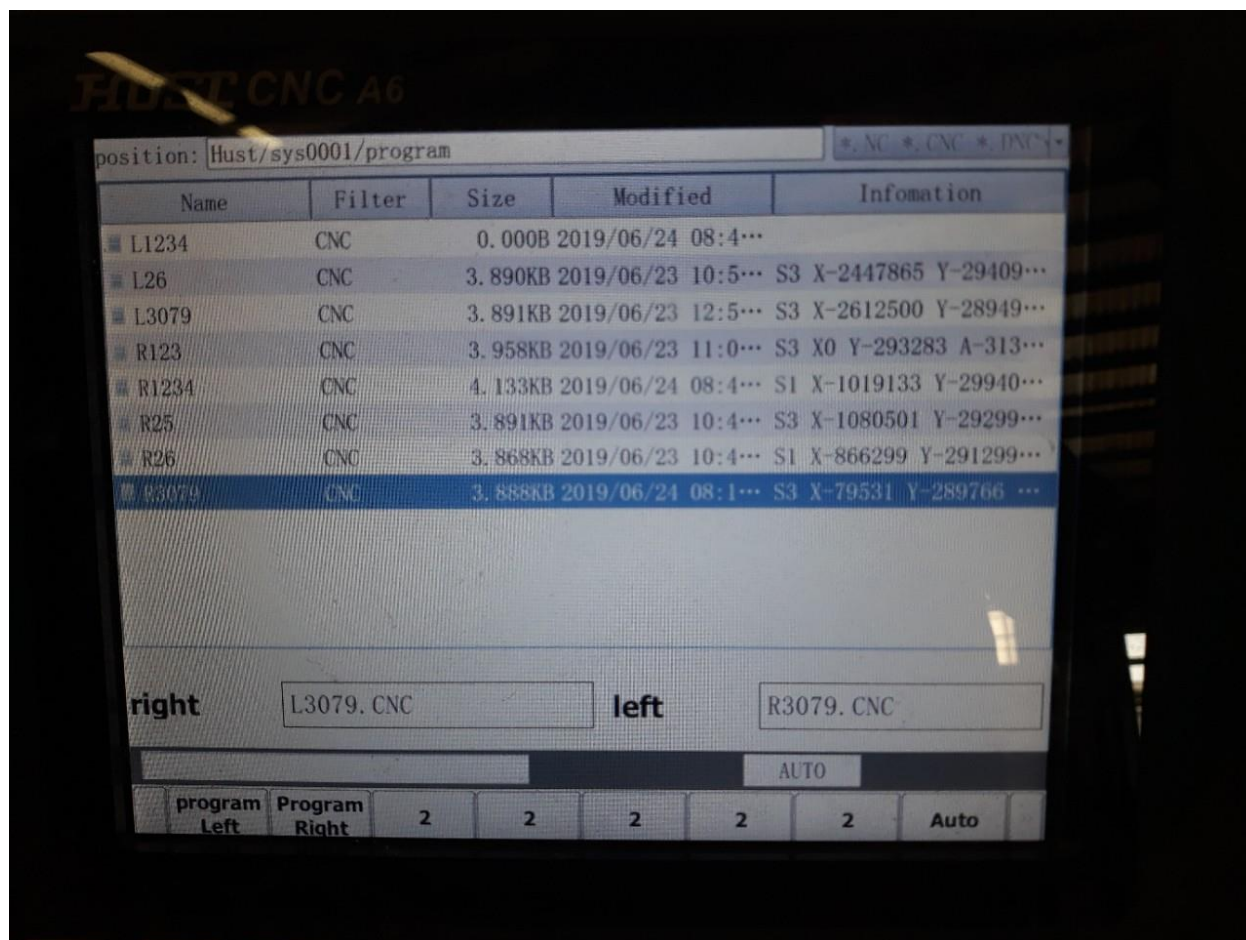 HUST CNC A6
position: Hust/sys0001/program *.NC *.CNC *.DNC
Name Filter Size Modified Infomation
L1234 CNC 0.000B 2019/06/24 08:4···
L26 CNC 3.890KB 2019/06/23 10:5··· S3 X-2447865 Y-29409···
L3079 CNC 3.891KB 2019/06/23 12:5··· S3 X-2612500 Y-28949···
R123 CNC 3.958KB 2019/06/23 11:0··· S3 X0 Y-293283 A-313···
R1234 CNC 4.133KB 2019/06/24 08:4··· S1 X-1019133 Y-29940···
R25 CNC 3.891KB 2019/06/23 10:4··· S3 X-1080501 Y-29299···
R26 CNC 3.868KB 2019/06/23 10:4··· S1 X-866299 Y-291299···
R3079 CNC 3.888KB 2019/06/24 08:1··· S3 X-79531 Y-289766 ···
right L3079.CNC left R3079.CNC
AUTO
program Left Program Right 2 2 2 2 2 Auto